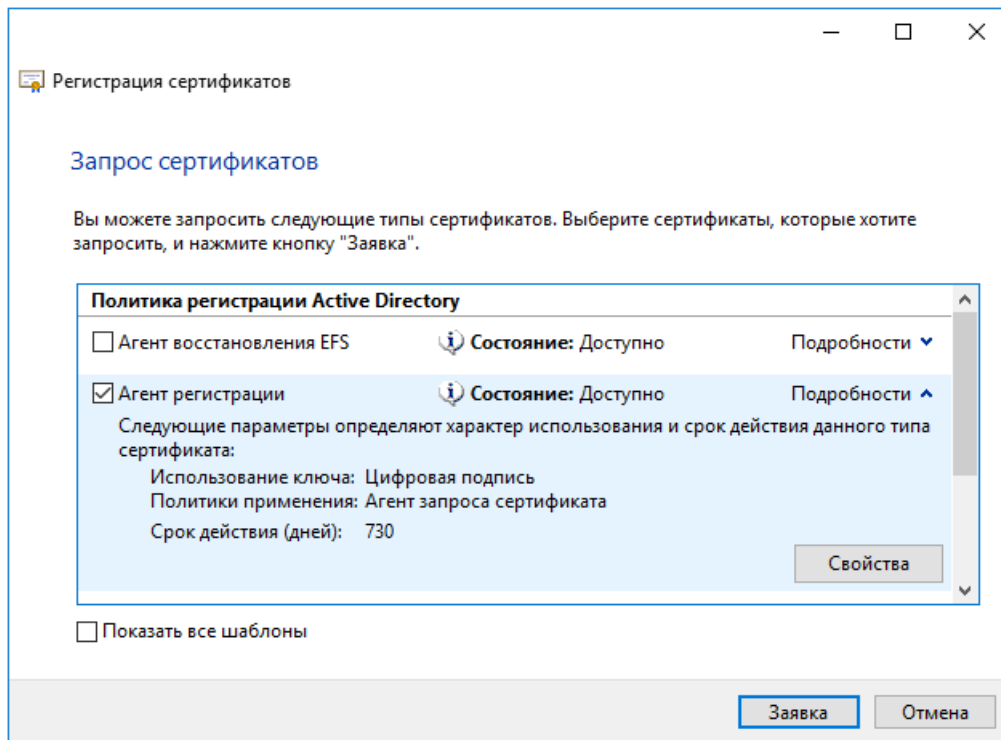 Регистрация сертификатов
Запрос сертификатов
Вы можете запросить следующие типы сертификатов. Выберите сертификаты, которые хотите
запросить, и нажмите кнопку "Заявка".
Политика регистрации Active Directory
Агент восстановления EFS Состояние: Доступно Подробности
Агент регистрации Состояние: Доступно Подробности
Следующие параметры определяют характер использования и срок действия данного типа
сертификата:
Использование ключа: Цифровая подпись
Политики применения: Агент запроса сертификата
Срок действия (дней): 730
Свойства
Показать все шаблоны
Заявка Отмена